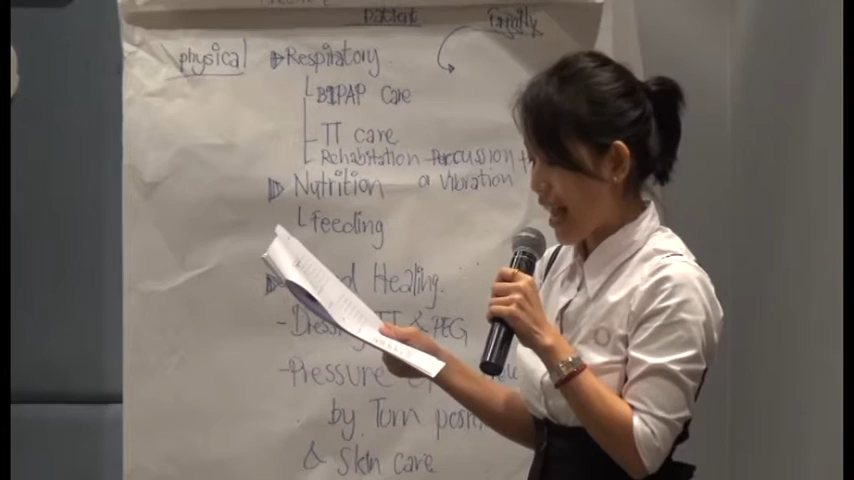 patient family
physical Respiratory
BIPAP care
TT care
Rehabitation Percussion
Nutrition a Vibration
feeding
Healing.
TT & PEG
- Pressure
by Turn
& Skin care